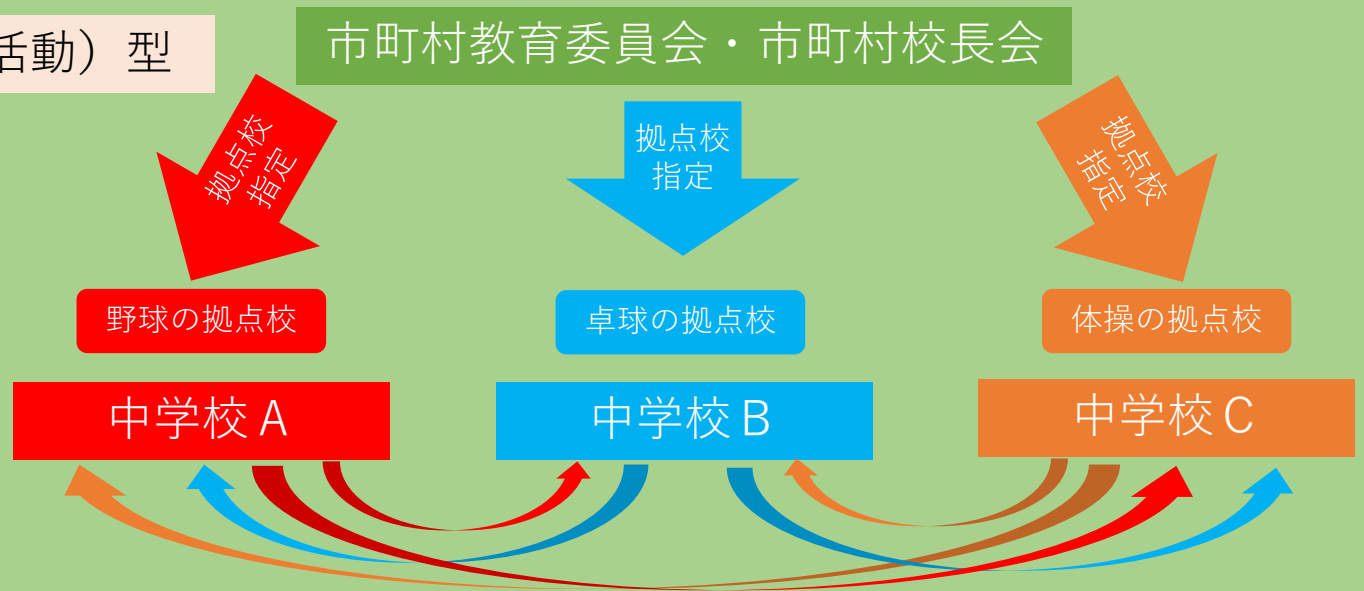 活動）型
市町村教育委員会・市町村校長会
拠点校
指定
拠点校
指定
拠点校
指定
野球の拠点校
卓球の拠点校
体操の拠点校
中学校Ａ
中学校Ｂ
中学校Ｃ